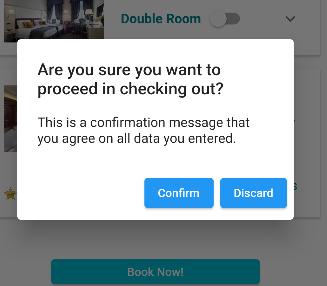 Double Room
Are you sure you want to
proceed in checking out?
This is a confirmation message that
you agree on all data you entered.
Confirm
Discard
Book Now!